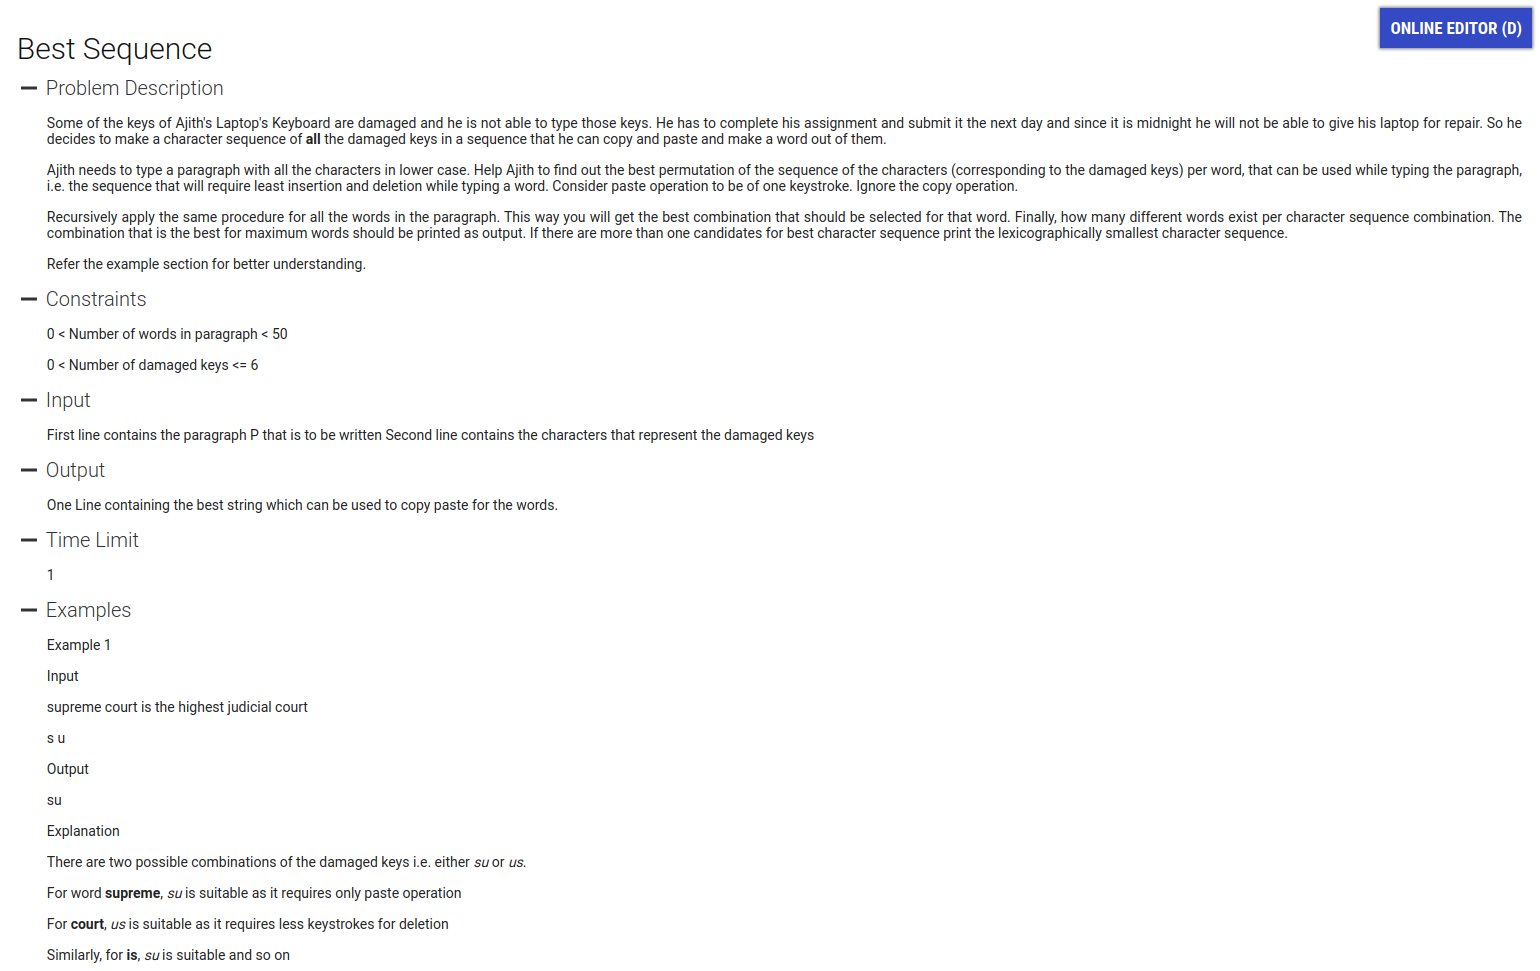 ONLINE EDITOR (D)
Best Sequence
Problem Description
Some of the keys of Ajith's Laptop's Keyboard are damaged and he is not able to type those keys. He has to complete his assignment and submit it the next day and since it is midnight he will not be able to give his laptop for repair. So he
decides to make a character sequence of all the damaged keys in a sequence that he can copy and paste and make a word out of them.
Ajith needs to type a paragraph with all the characters in lower case. Help Ajith to find out the best permutation of the sequence of the characters (corresponding to the damaged keys) per word, that can be used while typing the paragraph,
i.e. the sequence that will require least insertion and deletion while typing a word. Consider paste operation to be of one keystroke. Ignore the copy operation.
Recursively apply the same procedure for all the words in the paragraph. This way you will get the best combination that should be selected for that word. Finally, how many different words exist per character sequence combination. The
combination that is the best for maximum words should be printed as output. If there are more than one candidates for best character sequence print the lexicographically smallest character sequence.
Refer the example section for better understanding.
Constraints
0 < Number of words in paragraph < 50
0 < Number of damaged keys <= 6
Input
First line contains the paragraph P that is to be written Second line contains the characters that represent the damaged keys
Output
One Line containing the best string which can be used to copy paste for the words.
Time Limit
1
Examples
Example 1
Input
supreme court is the highest judicial court
s u
Output
su
Explanation
There are two possible combinations of the damaged keys i.e. either su or us.
For word supreme, su is suitable as it requires only paste operation
For court, us is suitable as it requires less keystrokes for deletion
Similarly, for is, su is suitable and so on